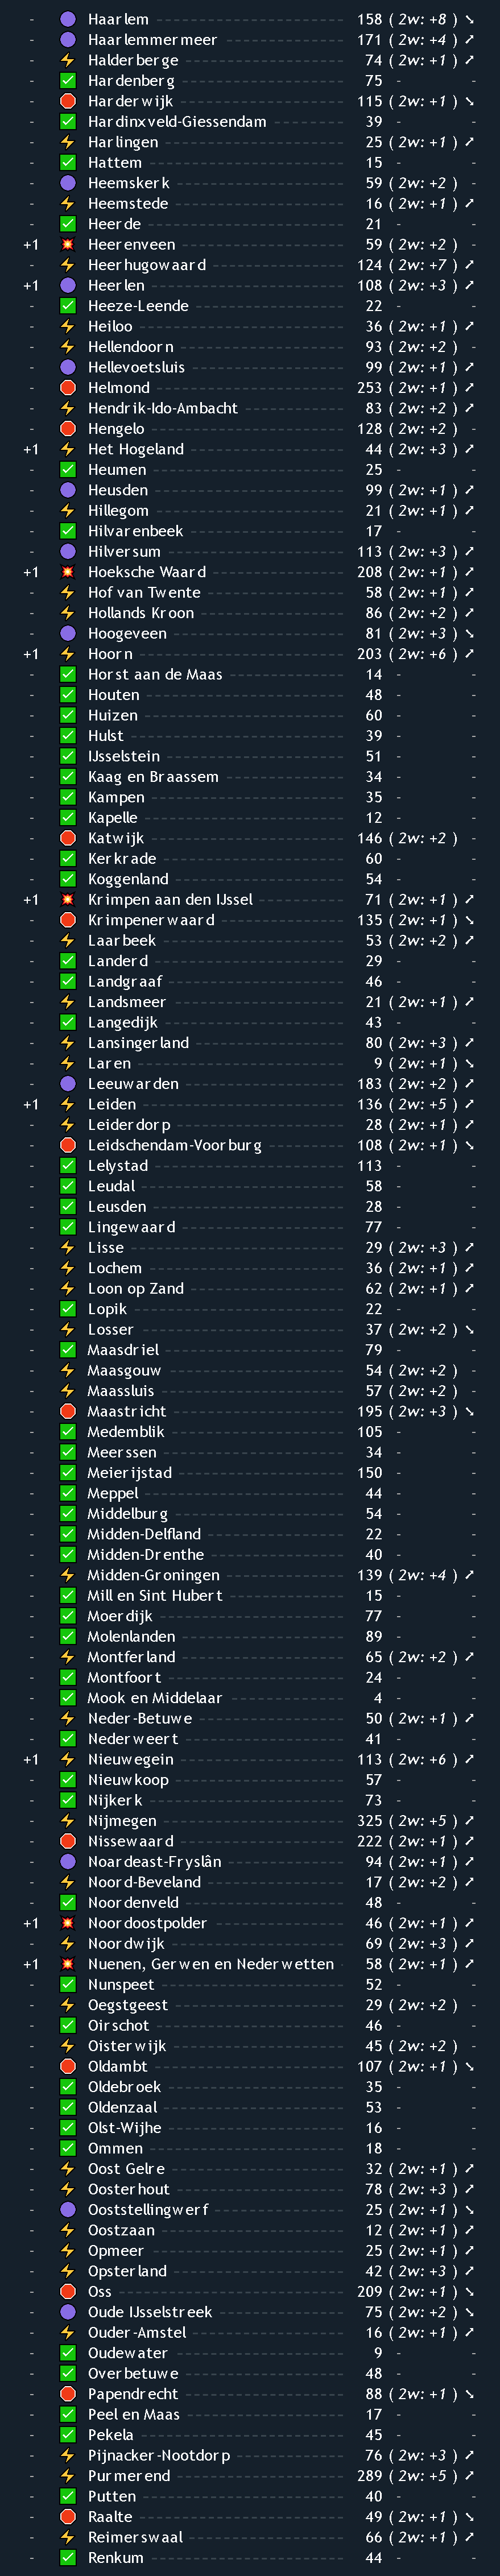 - Haarlem 158 ( 2w: +8 ) ↘
- Haarlemmermeer 171 ( 2w: +4 ) ↗
- Halderberge 74 ( 2w: +1 ) ↗
- Hardenberg 75 - -
- Harderwijk 115 ( 2w: +1 ) ↘
- Hardinxveld-Giessendam 39 - -
- Harlingen 25 ( 2w: +1 ) ↗
- Hattem 15 - -
- Heemskerk 59 ( 2w: +2 ) -
- Heemstede 16 ( 2w: +1 ) ↗
- Heerde 21 - -
+1 Heerenveen 59 ( 2w: +2 ) -
- Heerhugowaard 124 ( 2w: +7 ) ↗
+1 Heerlen 108 ( 2w: +3 ) ↗
- Heeze-Leende 22 - -
- Heiloo 36 ( 2w: +1 ) ↗
- Hellendoorn 93 ( 2w: +2 ) -
- Hellevoetsluis 99 ( 2w: +1 ) ↗
- Helmond 253 ( 2w: +1 ) ↗
- Hendrik-Ido-Ambacht 83 ( 2w: +2 ) ↗
- Hengelo 128 ( 2w: +2 ) -
+1 Het Hogeland 44 ( 2w: +3 ) ↗
- Heumen 25 - -
- Heusden 99 ( 2w: +1 ) ↗
- Hillegom 21 ( 2w: +1 ) ↗
- Hilvarenbeek 17 - -
- Hilversum 113 ( 2w: +3 ) ↗
+1 Hoeksche Waard 208 ( 2w: +1 ) ↗
- Hof van Twente 58 ( 2w: +1 ) ↗
- Hollands Kroon 86 ( 2w: +2 ) ↗
- Hoogeveen 81 ( 2w: +3 ) ↘
+1 Hoorn 203 ( 2w: +6 ) ↗
- Horst aan de Maas 14 - -
- Houten 48 - -
- Huizen 60 - -
- Hulst 39 - -
- IJsselstein 51 - -
- Kaag en Braassem 34 - -
- Kampen 35 - -
- Kapelle 12 - -
- Katwijk 146 ( 2w: +2 ) -
- Kerkrade 60 - -
- Koggenland 54 - -
+1 Krimpen aan den IJssel 71 ( 2w: +1 ) ↗
- Krimpenerwaard 135 ( 2w: +1 ) ↘
- Laarbeek 53 ( 2w: +2 ) ↗
- Landerd 29 - -
- Landgraaf 46 - -
- Landsmeer 21 ( 2w: +1 ) ↗
- Langedijk 43 - -
- Lansingerland 80 ( 2w: +3 ) ↗
- Laren 9 ( 2w: +1 ) ↘
- Leeuwarden 183 ( 2w: +2 ) ↗
+1 Leiden 136 ( 2w: +5 ) ↗
- Leiderdorp 28 ( 2w: +1 ) ↗
- Leidschendam-Voorburg 108 ( 2w: +1 ) ↘
- Lelystad 113 - -
- Leudal 58 - -
- Leusden 28 - -
- Lingewaard 77 - -
- Lisse 29 ( 2w: +3 ) ↗
- Lochem 36 ( 2w: +1 ) ↗
- Loon op Zand 62 ( 2w: +1 ) ↗
- Lopik 22 - -
- Losser 37 ( 2w: +2 ) ↘
- Maasdriel 79 - -
- Maasgouw 54 ( 2w: +2 ) -
- Maassluis 57 ( 2w: +2 ) -
- Maastricht 195 ( 2w: +3 ) ↘
- Medemblik 105 - -
- Meerssen 34 - -
- Meierijstad 150 - -
- Meppel 44 - -
- Middelburg 54 - -
- Midden-Delfland 22 - -
- Midden-Drenthe 40 - -
- Midden-Groningen 139 ( 2w: +4 ) ↗
- Mill en Sint Hubert 15 - -
- Moerdijk 77 - -
- Molenlanden 89 - -
- Montferland 65 ( 2w: +2 ) ↗
- Montfoort 24 - -
- Mook en Middelaar 4 - -
- Neder-Betuwe 50 ( 2w: +1 ) ↗
- Nederweert 41 - -
+1 Nieuwegein 113 ( 2w: +6 ) ↗
- Nieuwkoop 57 - -
- Nijkerk 73 - -
- Nijmegen 325 ( 2w: +5 ) ↗
- Nissewaard 222 ( 2w: +1 ) ↗
- Noardeast-Fryslân 94 ( 2w: +1 ) ↗
- Noord-Beveland 17 ( 2w: +2 ) ↗
- Noordenveld 48 - -
+1 Noordoostpolder 46 ( 2w: +1 ) ↗
- Noordwijk 69 ( 2w: +3 ) ↗
+1 Nuenen, Gerwen en Nederwetten 58 ( 2w: +1 ) ↗
- Nunspeet 52 - -
- Oegstgeest 29 ( 2w: +2 ) -
- Oirschot 46 - -
- Oisterwijk 45 ( 2w: +2 ) -
- Oldambt 107 ( 2w: +1 ) ↘
- Oldebroek 35 - -
- Oldenzaal 53 - -
- Olst-Wijhe 16 - -
- Ommen 18 - -
- Oost Gelre 32 ( 2w: +1 ) ↗
- Oosterhout 78 ( 2w: +3 ) ↗
- Ooststellingwerf 25 ( 2w: +1 ) ↘
- Oostzaan 12 ( 2w: +1 ) ↗
- Opmeer 25 ( 2w: +1 ) ↗
- Opsterland 42 ( 2w: +3 ) ↗
- Oss 209 ( 2w: +1 ) ↘
- Oude IJsselstreek 75 ( 2w: +2 ) ↘
- Ouder-Amstel 16 ( 2w: +1 ) ↗
- Oudewater 9 - -
- Overbetuwe 48 - -
- Papendrecht 88 ( 2w: +1 ) ↘
- Peel en Maas 17 - -
- Pekela 45 - -
- Pijnacker-Nootdorp 76 ( 2w: +3 ) ↗
- Purmerend 289 ( 2w: +5 ) ↗
- Putten 40 - -
- Raalte 49 ( 2w: +1 ) ↘
- Reimerswaal 66 ( 2w: +1 ) ↗
- Renkum 44 - -